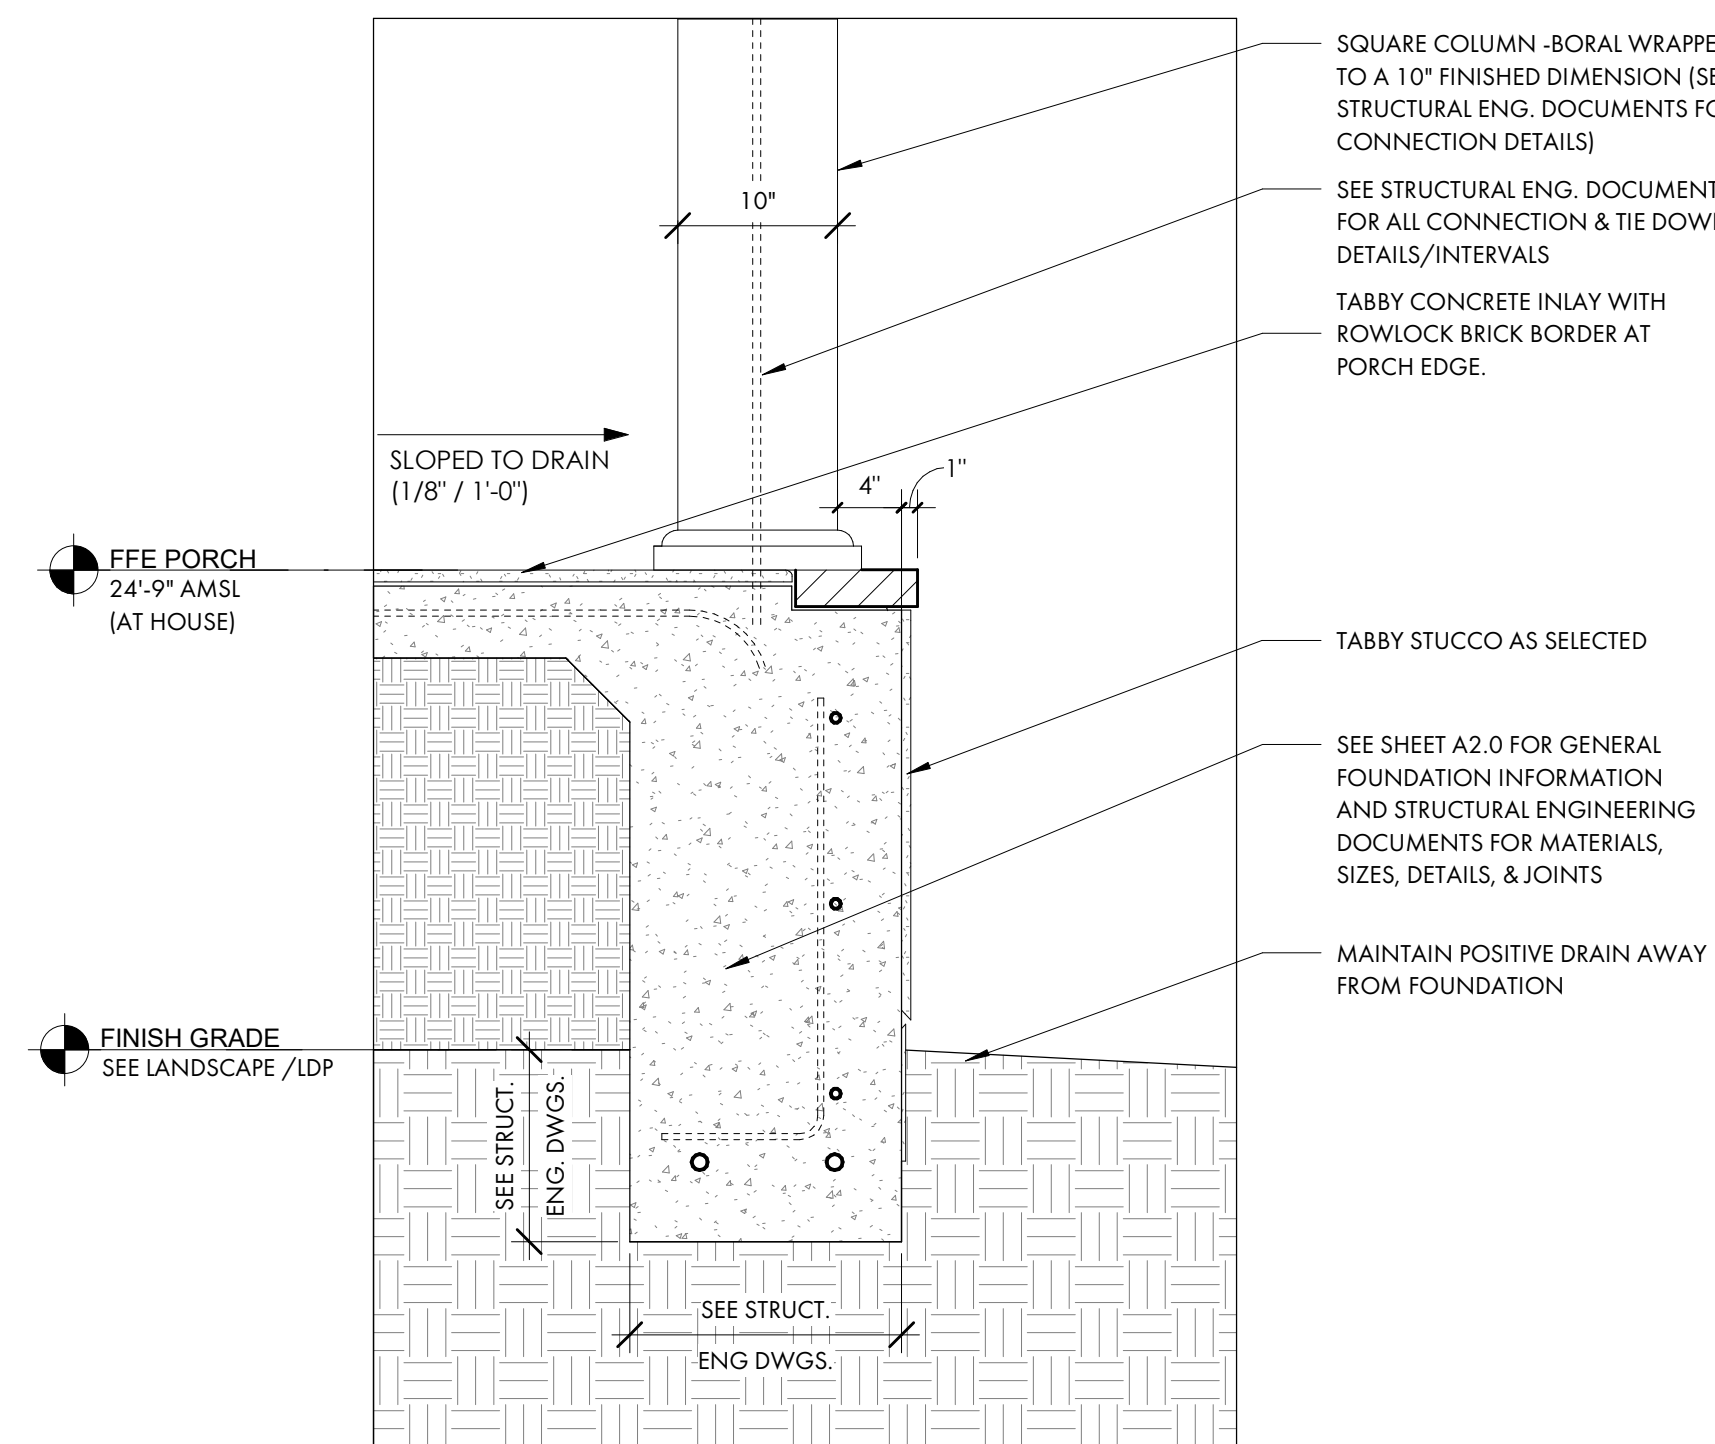 SQUARE COLUMN -BORAL WRAPPE
TO A 10" FINISHED DIMENSION (SE
STRUCTURAL ENG. DOCUMENTS FO
CONNECTION DETAILS)
10"
SEE STRUCTURAL ENG. DOCUMENT
FOR ALL CONNECTION & TIE DOW
DETAILS/INTERVALS
TABBY CONCRETE INLAY WITH
ROWLOCK BRICK BORDER AT
PORCH EDGE.
SLOPED TO DRAIN
(1/8" / 1'-0")
4"
1"
FFE PORCH
24'-9" AMSL
(AT HOUSE)
TABBY STUCCO AS SELECTED
SEE SHEET A2.0 FOR GENERAL
FOUNDATION INFORMATION
AND STRUCTURAL ENGINEERING
DOCUMENTS FOR MATERIALS,
SIZES, DETAILS, & JOINTS
MAINTAIN POSITIVE DRAIN AWAY
FROM FOUNDATION
FINISH GRADE
SEE LANDSCAPE /LDP
SEE STRUCT.
ENG. DWGS.
SEE STRUCT.
ENG DWGS.